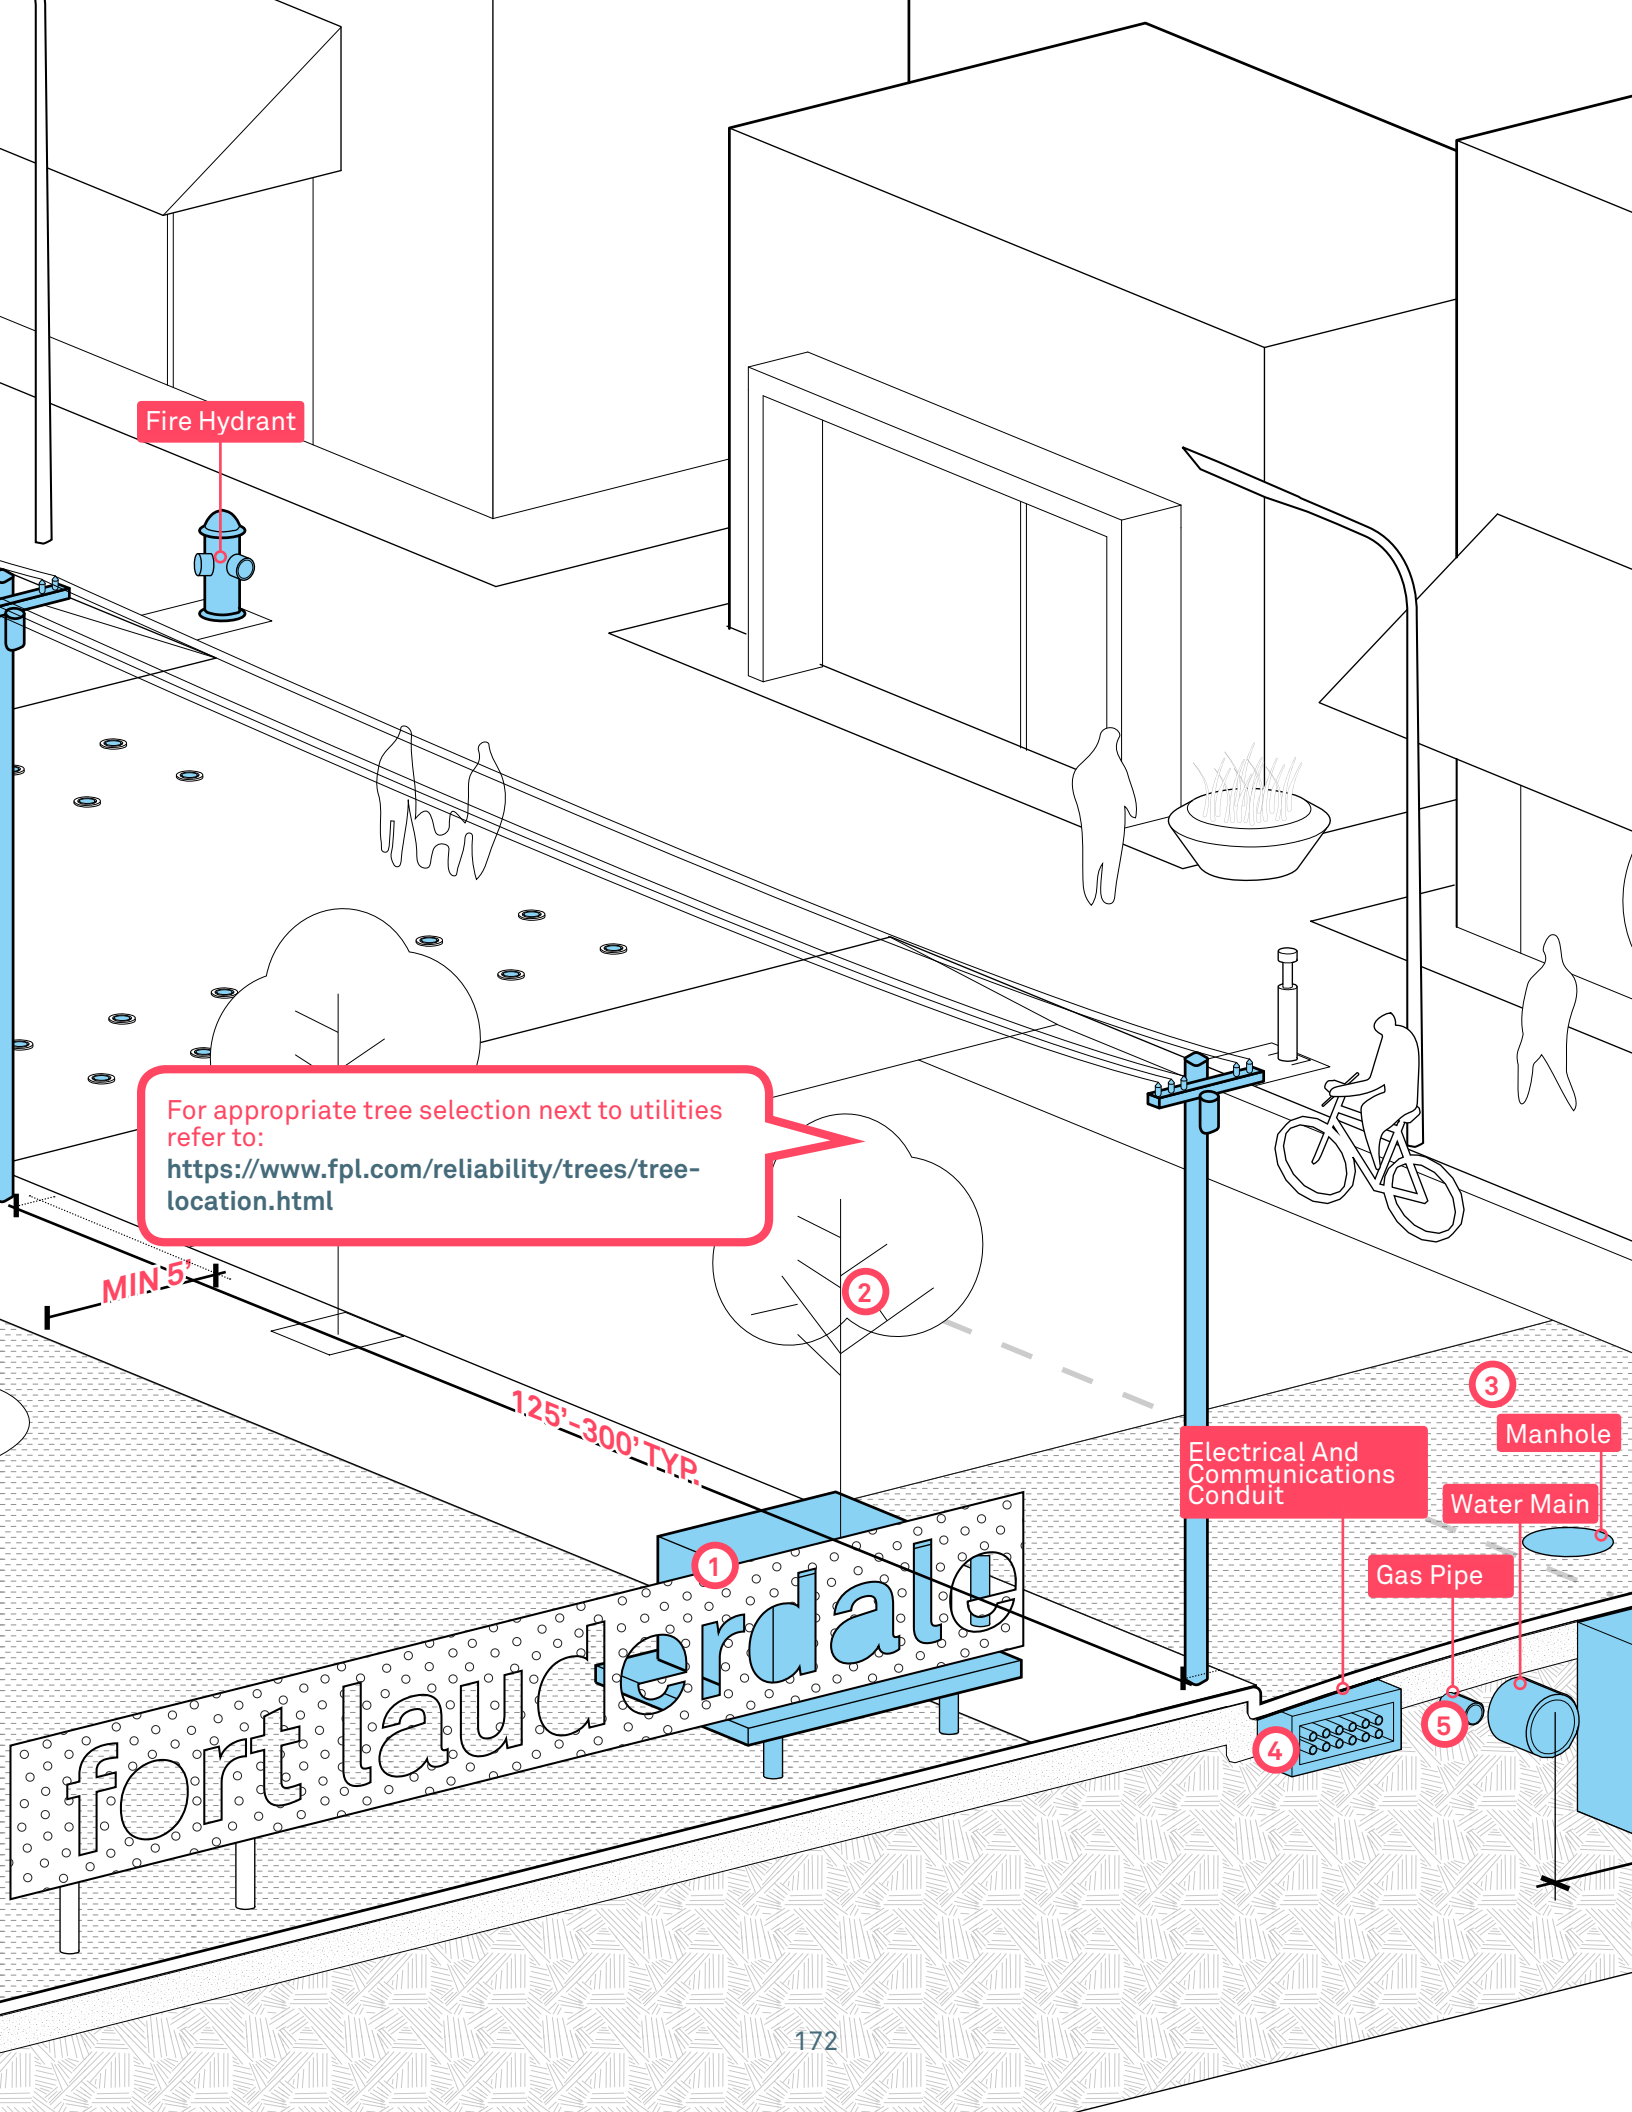 Fire Hydrant
For appropriate tree selection next to utilities
refer to:
https://www.fpl.com/reliability/trees/tree-
location.html
MIN 5’
2
125’-300’ TYP.
3
Manhole
Electrical And
Communications
Conduit
Water Main
Gas Pipe
1
fort lauderdale
4
5
172